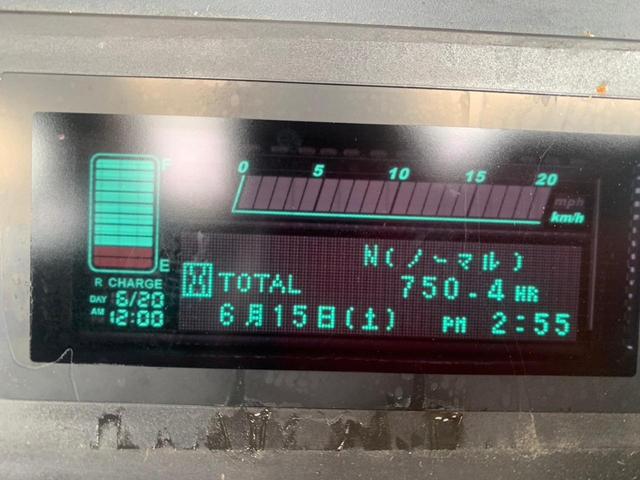 F
E
R CHARGE
DAY 6/20
AM 12:00
0 5 10 15 20
mph
km/h
N(ノーマル)
TOTAL 750.4 HR
6月15日(土) PM 2:55